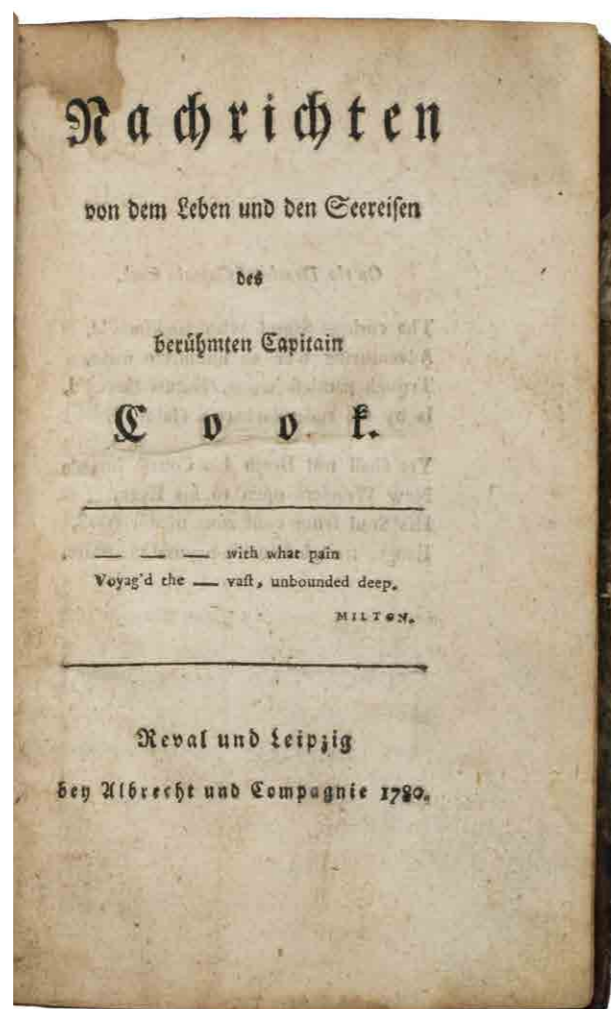 Nachrichten
von dem Leben und den Seereisen
des
berühmten Capitain
Cook.
— — — with what pain
Voyag'd the — vast, unbounded deep.
MILTON.
Reval und Leipzig
bey Albrecht und Compagnie 1780.